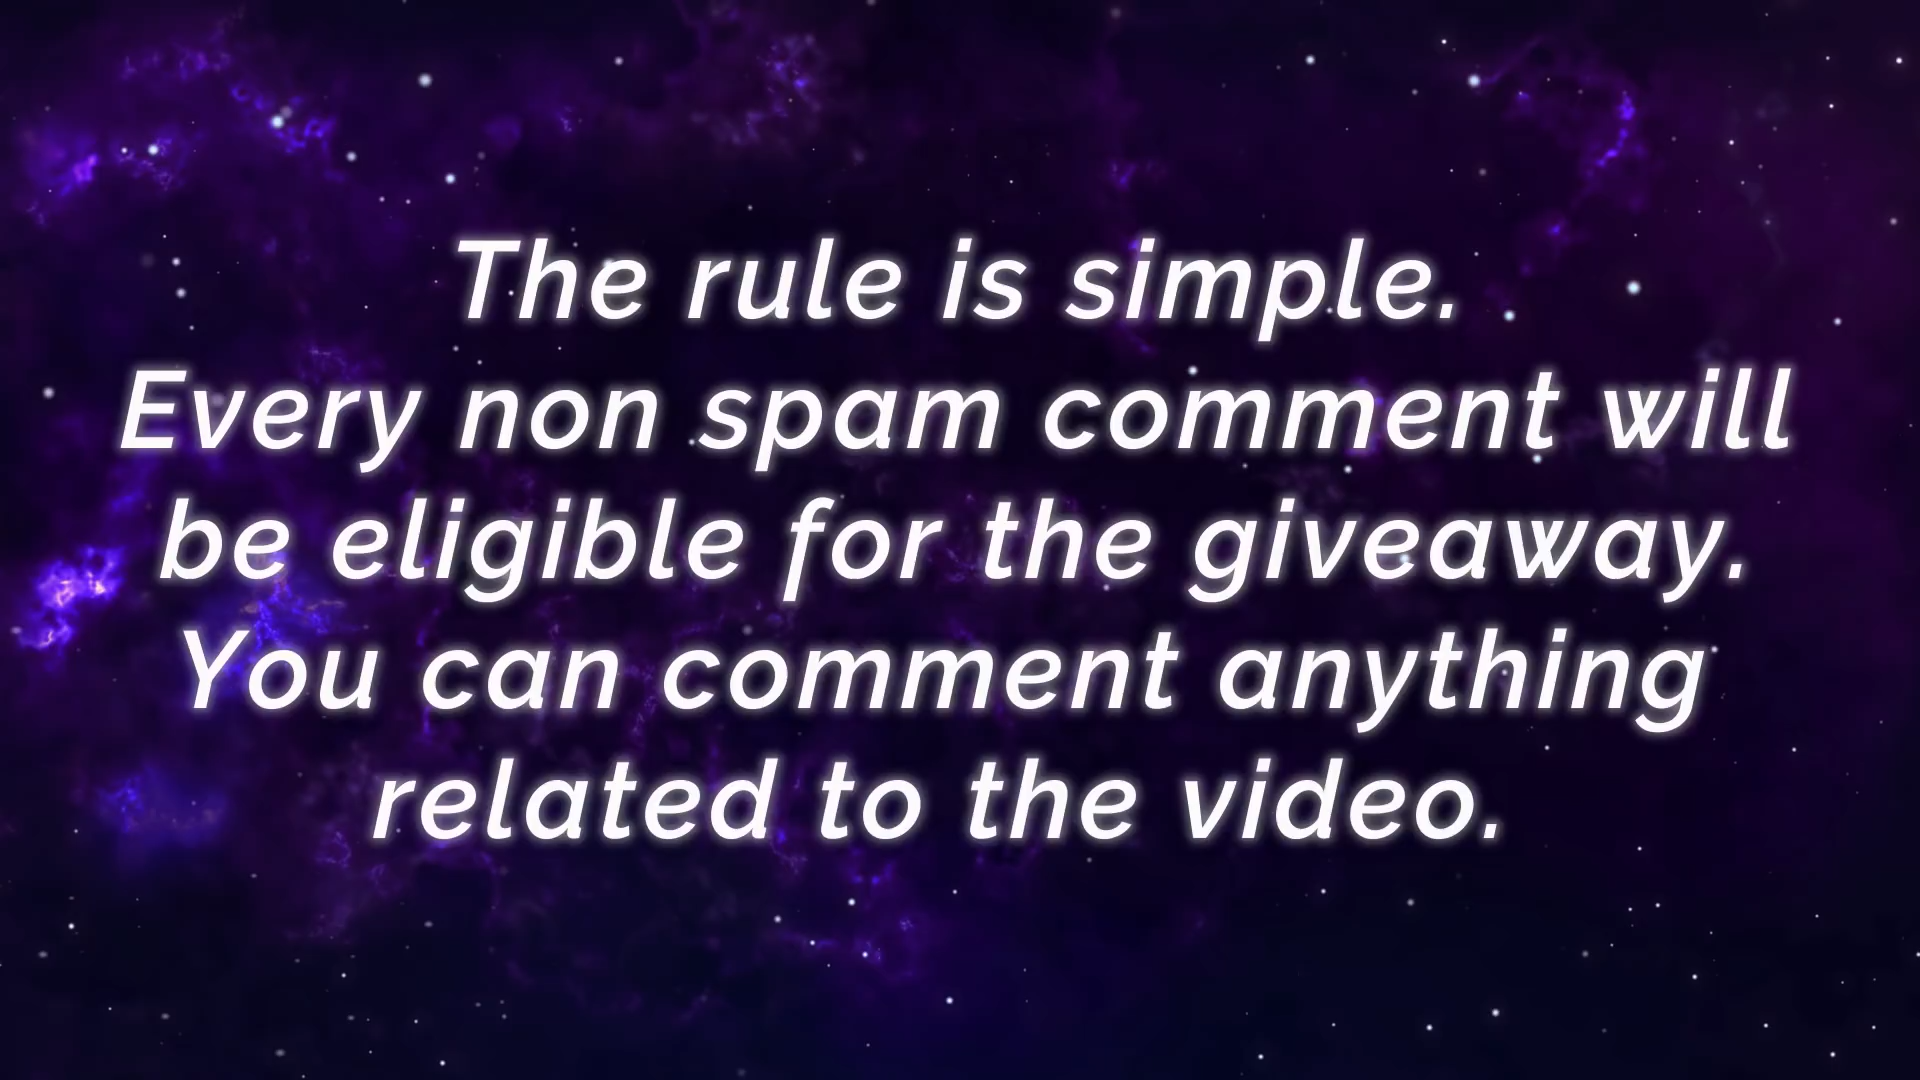 The rule is simple.
Every non spam comment will
be eligible for the giveaway.
You can comment anything
related to the video.